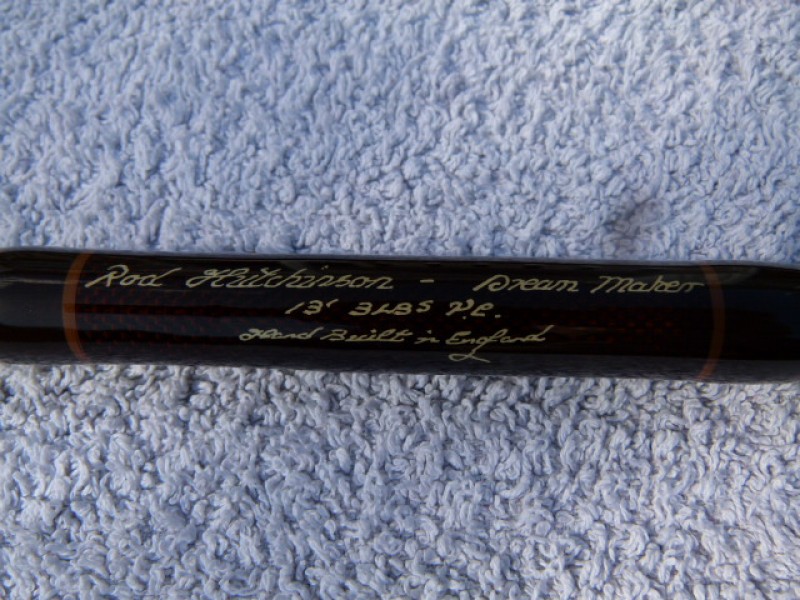 Rod Hutchinson - Dream Maker
13' 3LBS T.C.
Hand Built in England